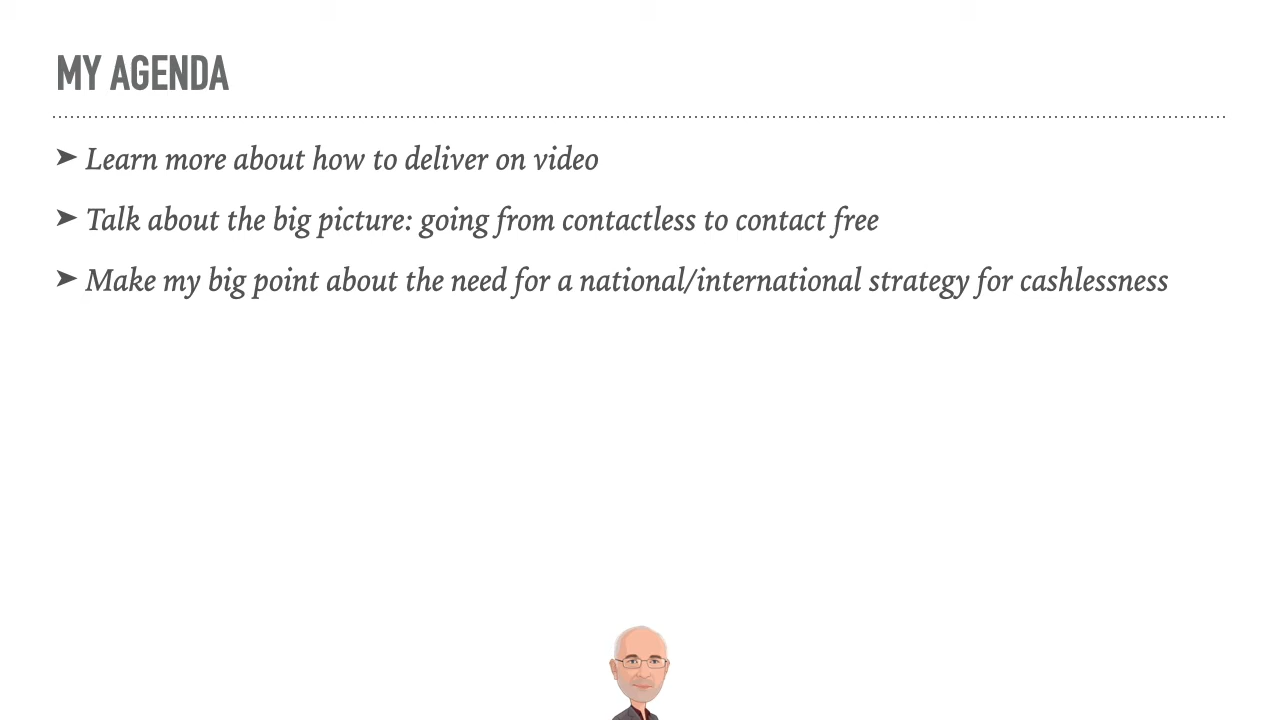 MY AGENDA
➤ Learn more about how to deliver on video
➤ Talk about the big picture: going from contactless to contact free
➤ Make my big point about the need for a national/international strategy for cashlessness